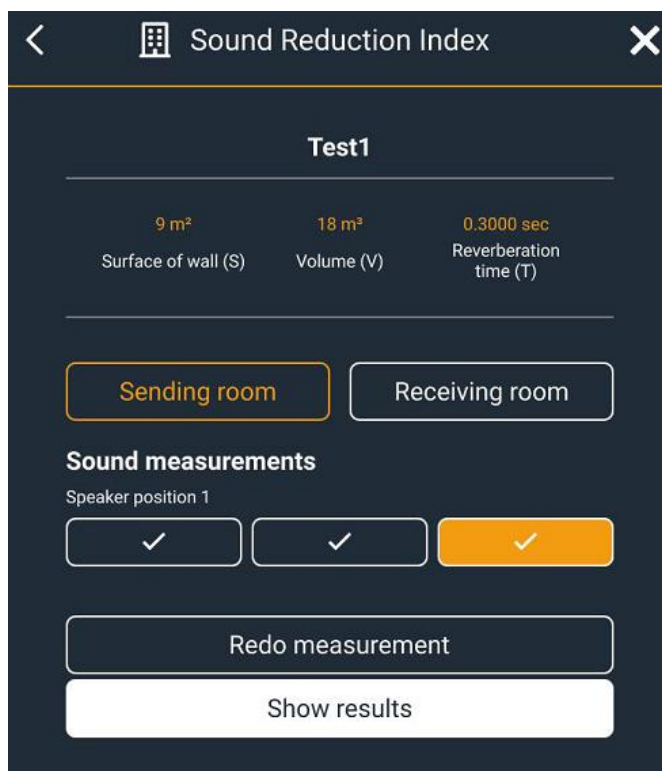 Sound Reduction Index
Test1
9 m²
18 m³
0.3000 sec
Surface of wall (S)
Volume (V)
Reverberation
time (T)
Sending room
Receiving room
Sound measurements
Speaker position 1
Redo measurement
Show results